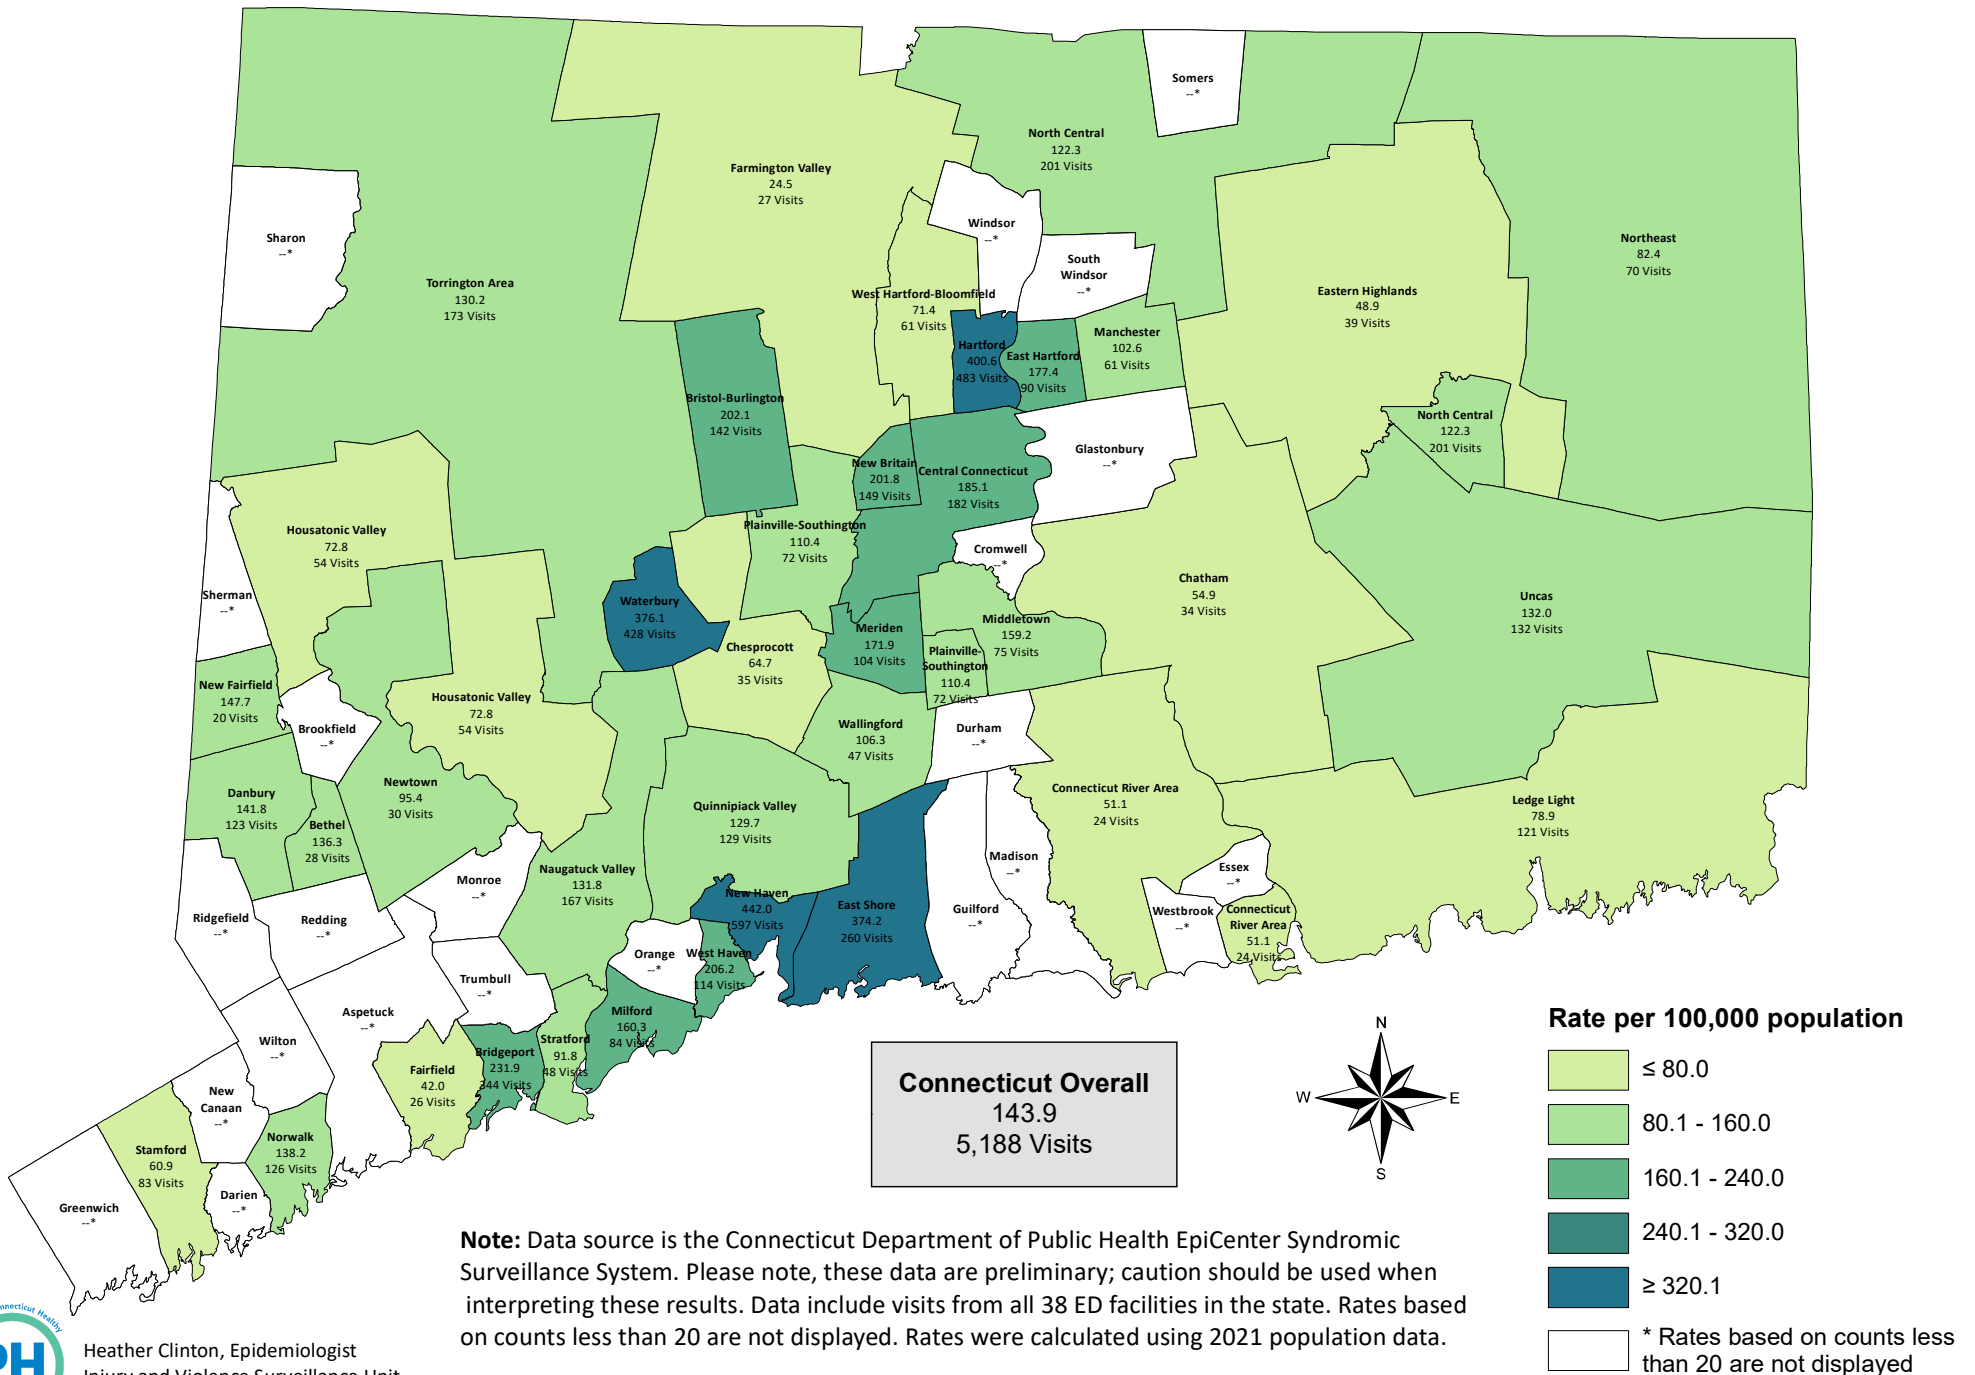 Somers
--*
North Central
122.3
201 Visits
Farmington Valley
24.5
27 Visits
Windsor
--*
Sharon
--*
Northeast
82.4
70 Visits
South
Windsor
--*
Torrington Area
130.2
173 Visits
West Hartford-Bloomfield
71.4
61 Visits
Eastern Highlands
48.9
39 Visits
Manchester
102.6
61 Visits
Hartford
400.6
483 Visits
East Hartford
177.4
90 Visits
Bristol-Burlington
202.1
142 Visits
North Central
122.3
201 Visits
Glastonbury
--*
New Britain
201.8
149 Visits
Central Connecticut
185.1
182 Visits
Housatonic Valley
72.8
54 Visits
Plainville-Southington
110.4
72 Visits
Cromwell
--*
Chatham
54.9
34 Visits
Sherman
--*
Uncas
132.0
132 Visits
Waterbury
376.1
428 Visits
Meriden
171.9
104 Visits
Middletown
159.2
75 Visits
Chesprocott
64.7
35 Visits
Plainville-
Southington
110.4
72 Visits
New Fairfield
147.7
20 Visits
Housatonic Valley
72.8
54 Visits
Brookfield
--*
Wallingford
106.3
47 Visits
Durham
--*
Newtown
95.4
30 Visits
Danbury
141.8
123 Visits
Bethel
136.3
28 Visits
Quinnipiack Valley
129.7
129 Visits
Connecticut River Area
51.1
24 Visits
Ledge Light
78.9
121 Visits
Madison
--*
Essex
--*
Naugatuck Valley
131.8
167 Visits
Monroe
--*
New Haven
442.0
597 Visits
East Shore
374.2
260 Visits
Guilford
--*
Westbrook
--*
Connecticut
River Area
51.1
24 Visits
Ridgefield
--*
Redding
--*
Orange
--*
West Haven
206.2
114 Visits
Trumbull
--*
Aspetuck
--*
Milford
160.3
84 Visits
Wilton
--*
Stratford
91.8
48 Visits
Bridgeport
231.9
344 Visits
Fairfield
42.0
26 Visits
New
Canaan
--*
Norwalk
138.2
126 Visits
Stamford
60.9
83 Visits
Darien
--*
Greenwich
--*
Connecticut Overall
143.9
5,188 Visits
N
W
E
S
Rate per 100,000 population
≤ 80.0
80.1 - 160.0
160.1 - 240.0
240.1 - 320.0
≥ 320.1
* Rates based on counts less
than 20 are not displayed
Note: Data source is the Connecticut Department of Public Health EpiCenter Syndromic
Surveillance System. Please note, these data are preliminary; caution should be used when
interpreting these results. Data include visits from all 38 ED facilities in the state. Rates based
on counts less than 20 are not displayed. Rates were calculated using 2021 population data.
Healthy
PH
Heather Clinton, Epidemiologist
Injury and Violence Surveillance Unit